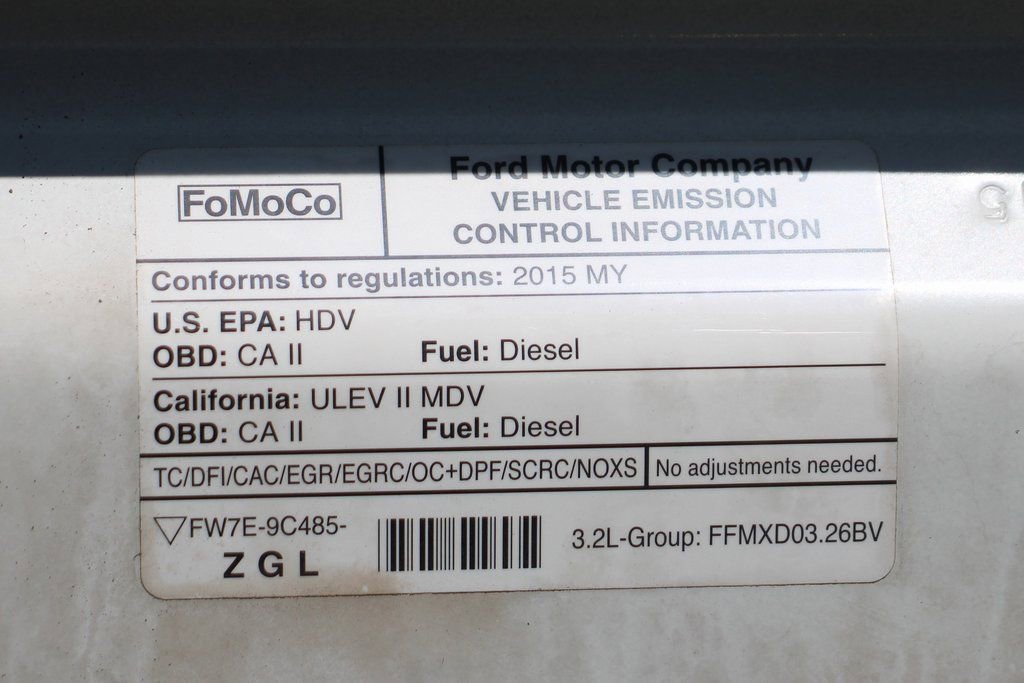 FoMoCo
Ford Motor Company
VEHICLE EMISSION
CONTROL INFORMATION
Conforms to regulations: 2015 MY
U.S. EPA: HDV
OBD: CA II Fuel: Diesel
California: ULEV II MDV
OBD: CA II Fuel: Diesel
TC/DFI/CAC/EGR/EGRC/OC+DPF/SCRC/NOXS
No adjustments needed.
FW7E-9C485-
Z G L
3.2L-Group: FFMXD03.26BV